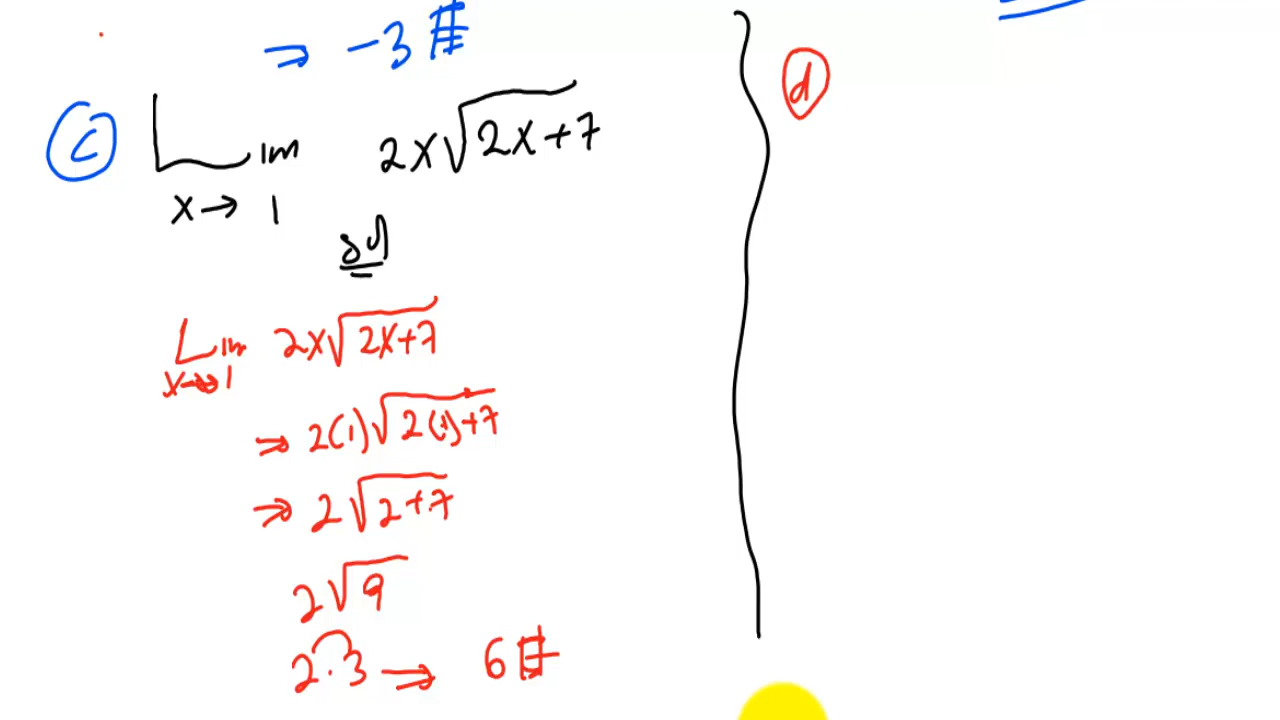 ⇒ -3 #
(c) Lim 2x√(2x+7)
x→1
sol
Lim 2x√(2x+7)
x→1
⇒ 2(1)√(2(1)+7)
⇒ 2√(2+7)
2√9
2·3 → 6 #
(d)